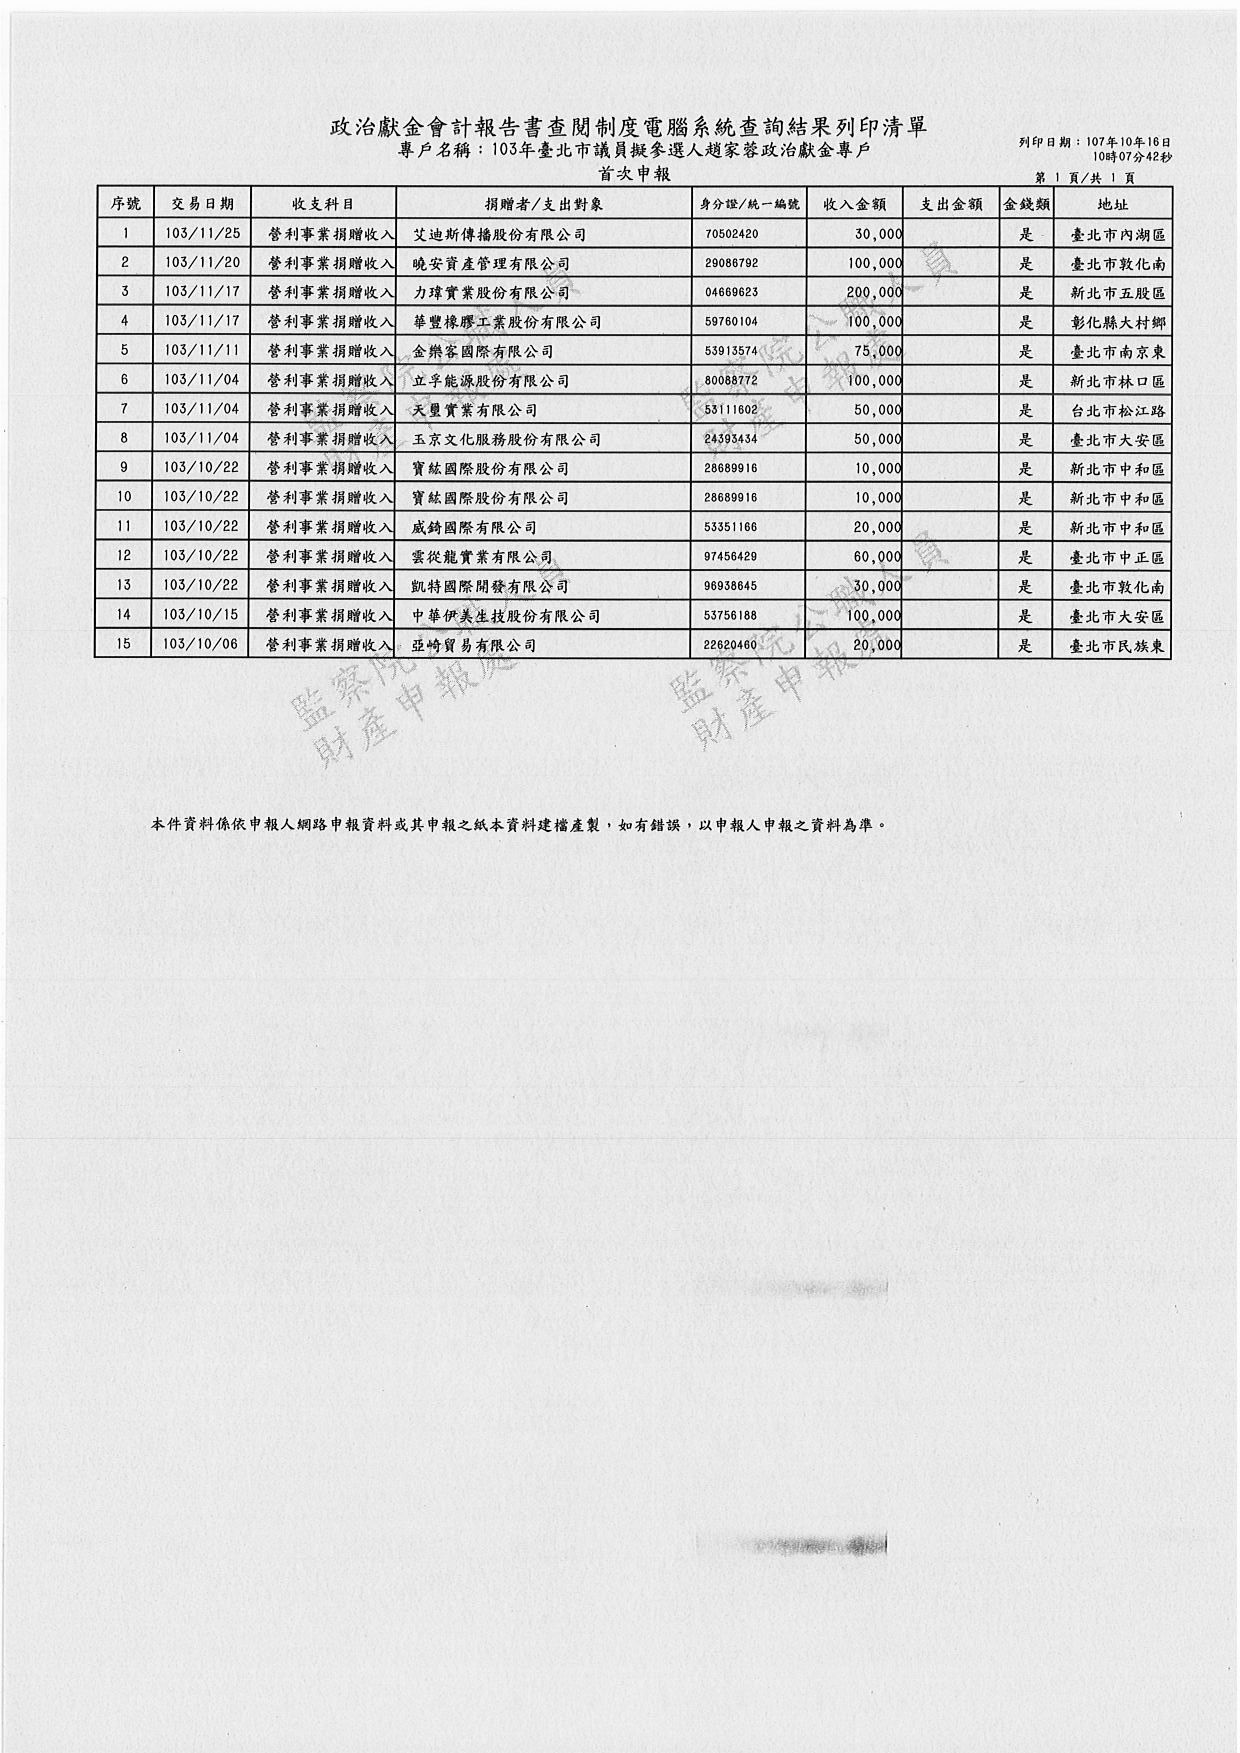 政治獻金會計報告書查閱制度電腦系統查詢結果列印清單
專戶名稱：103年臺北市議員擬參選人趙家蓉政治獻金專戶
首次申報
列印日期：107年10年16日
10時07分42秒
第 1 頁/共 1 頁
序號 交易日期 收支科目 捐贈者/支出對象 身分證/統一編號 收入金額 支出金額 金錢類 地址
1 103/11/25 營利事業捐贈收入 艾迪斯傳播股份有限公司 70502420 30,000 是 臺北市內湖區
2 103/11/20 營利事業捐贈收入 曉安資產管理有限公司 29086792 100,000 是 臺北市敦化南
3 103/11/17 營利事業捐贈收入 力瑋實業股份有限公司 04669623 200,000 是 新北市五股區
4 103/11/17 營利事業捐贈收入 華豐橡膠工業股份有限公司 59760104 100,000 是 彰化縣大村鄉
5 103/11/11 營利事業捐贈收入 金樂客國際有限公司 53913574 75,000 是 臺北市南京東
6 103/11/04 營利事業捐贈收入 立孚能源股份有限公司 80088772 100,000 是 新北市林口區
7 103/11/04 營利事業捐贈收入 天璽實業有限公司 53111602 50,000 是 台北市松江路
8 103/11/04 營利事業捐贈收入 玉京文化服務股份有限公司 24393434 50,000 是 臺北市大安區
9 103/10/22 營利事業捐贈收入 寶紘國際股份有限公司 28689916 10,000 是 新北市中和區
10 103/10/22 營利事業捐贈收入 寶紘國際股份有限公司 28689916 10,000 是 新北市中和區
11 103/10/22 營利事業捐贈收入 威錡國際有限公司 53351166 20,000 是 新北市中和區
12 103/10/22 營利事業捐贈收入 雲從龍實業有限公司 97456429 60,000 是 臺北市中正區
13 103/10/22 營利事業捐贈收入 凱特國際開發有限公司 96938645 30,000 是 臺北市敦化南
14 103/10/15 營利事業捐贈收入 中華伊美生技股份有限公司 53756188 100,000 是 臺北市大安區
15 103/10/06 營利事業捐贈收入 亞崎貿易有限公司 22620460 20,000 是 臺北市民族東
監察院公職人員
財產申報處
監察院公職人員
財產申報處
監察院公職人員
財產申報處
監察院公職人員
財產申報處
本件資料係依申報人網路申報資料或其申報之紙本資料建檔產製，如有錯誤，以申報人申報之資料為準。